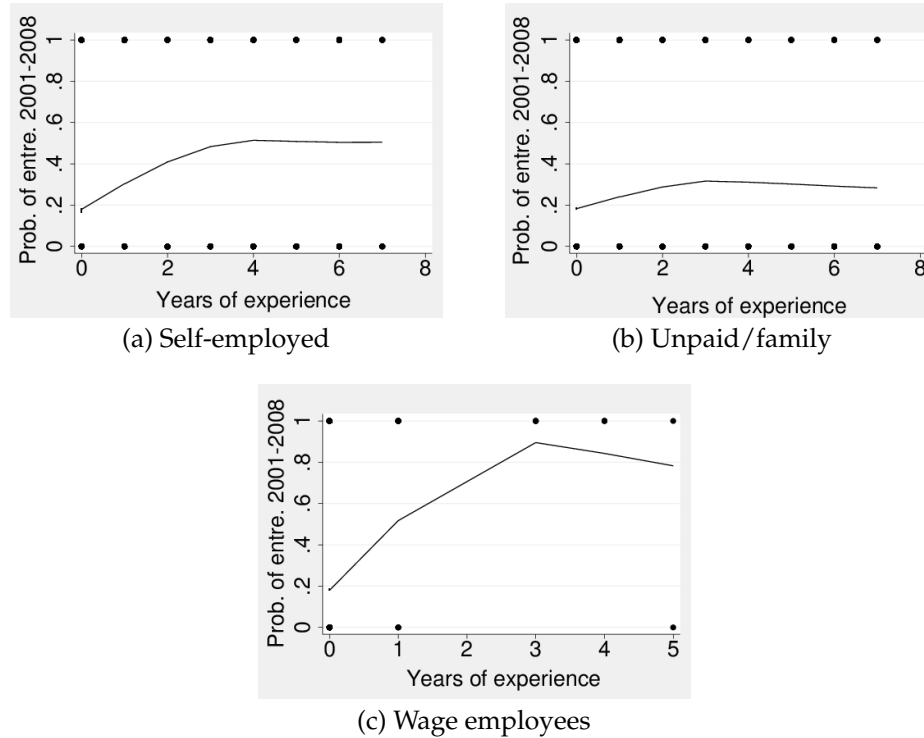 Prob. of entre. 2001-2008
1
.8
.6
.4
.2
0
0 2 4 6 8
Years of experience
(a) Self-employed
Prob. of entre. 2001-2008
1
.8
.6
.4
.2
0
0 2 4 6 8
Years of experience
(b) Unpaid/family
Prob. of entre. 2001-2008
1
.8
.6
.4
.2
0
0 1 2 3 4 5
Years of experience
(c) Wage employees